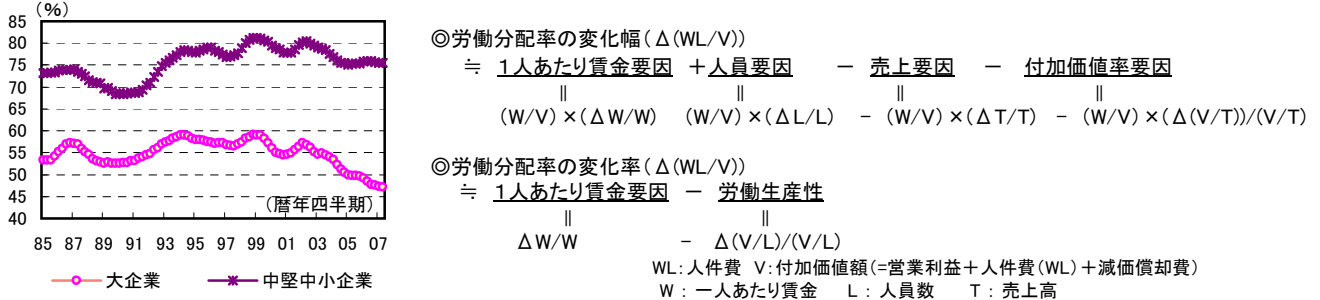 (%)
85
80
75
70
65
60
55
50
45
40
(暦年四半期)
85 87 89 91 93 95 97 99 01 03 05 07
大企業 中堅中小企業
◎労働分配率の変化幅(Δ(WL/V))
≒ 1人あたり賃金要因 +人員要因 － 売上要因 － 付加価値率要因
∥ ∥ ∥ ∥
(W/V)×(ΔW/W) (W/V)×(ΔL/L) － (W/V)×(ΔT/T) － (W/V)×(Δ(V/T))/(V/T)
◎労働分配率の変化率(Δ(WL/V))
≒ 1人あたり賃金要因 － 労働生産性
∥ ∥
ΔW/W － Δ(V/L)/(V/L)
WL:人件費 V:付加価値額(=営業利益+人件費(WL)+減価償却費)
W : 一人あたり賃金 L : 人員数 T : 売上高